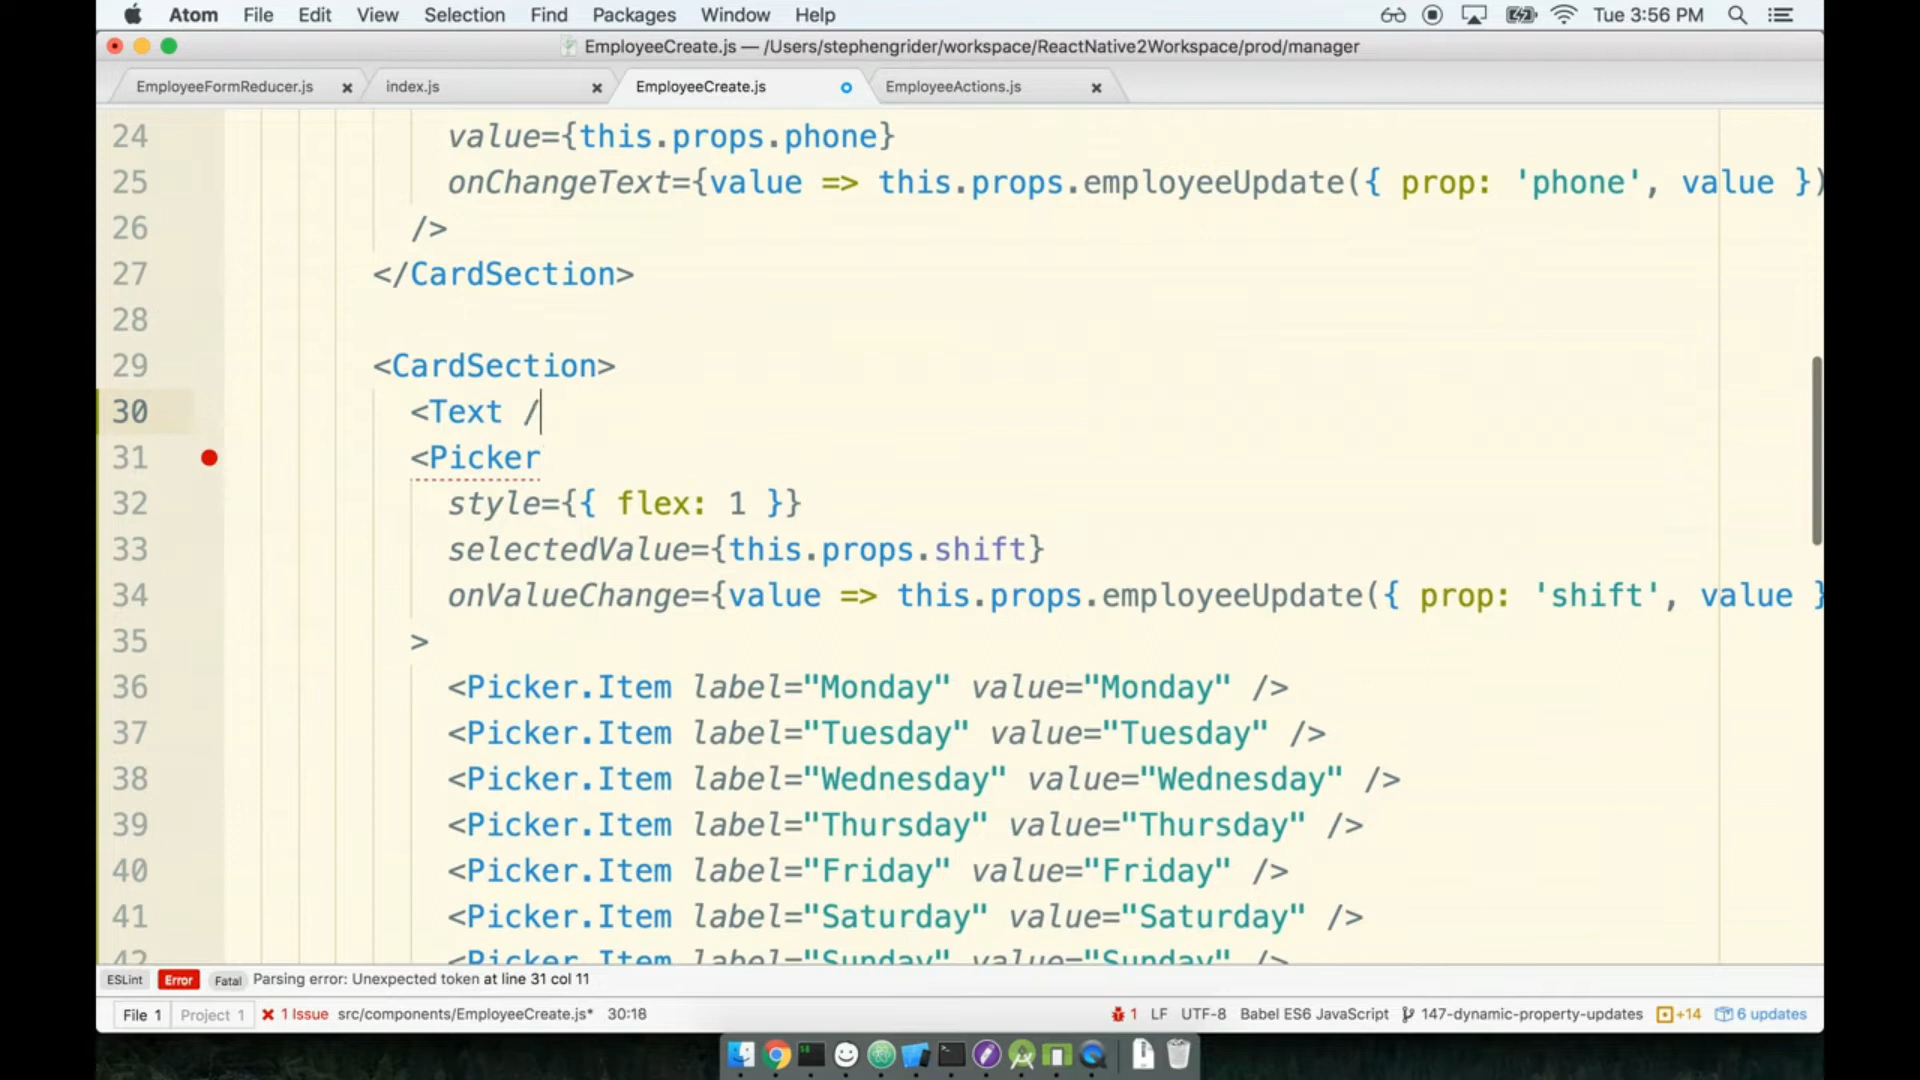 Atom File Edit View Selection Find Packages Window Help Tue 3:56 PM
EmployeeCreate.js — /Users/stephengrider/workspace/ReactNative2Workspace/prod/manager
EmployeeFormReducer.js index.js EmployeeCreate.js EmployeeActions.js
24 value={this.props.phone}
25 onChangeText={value => this.props.employeeUpdate({ prop: 'phone', value })
26 />
27 </CardSection>
28
29 <CardSection>
30 <Text /
31 <Picker
32 style={{ flex: 1 }}
33 selectedValue={this.props.shift}
34 onValueChange={value => this.props.employeeUpdate({ prop: 'shift', value }
35 >
36 <Picker.Item label="Monday" value="Monday" />
37 <Picker.Item label="Tuesday" value="Tuesday" />
38 <Picker.Item label="Wednesday" value="Wednesday" />
39 <Picker.Item label="Thursday" value="Thursday" />
40 <Picker.Item label="Friday" value="Friday" />
41 <Picker.Item label="Saturday" value="Saturday" />
42 <Picker.Item label="Sunday" value="Sunday" />
ESLint Error Fatal Parsing error: Unexpected token at line 31 col 11
File 1 Project 1 1 Issue src/components/EmployeeCreate.js* 30:18 1 LF UTF-8 Babel ES6 JavaScript 147-dynamic-property-updates +14 6 updates